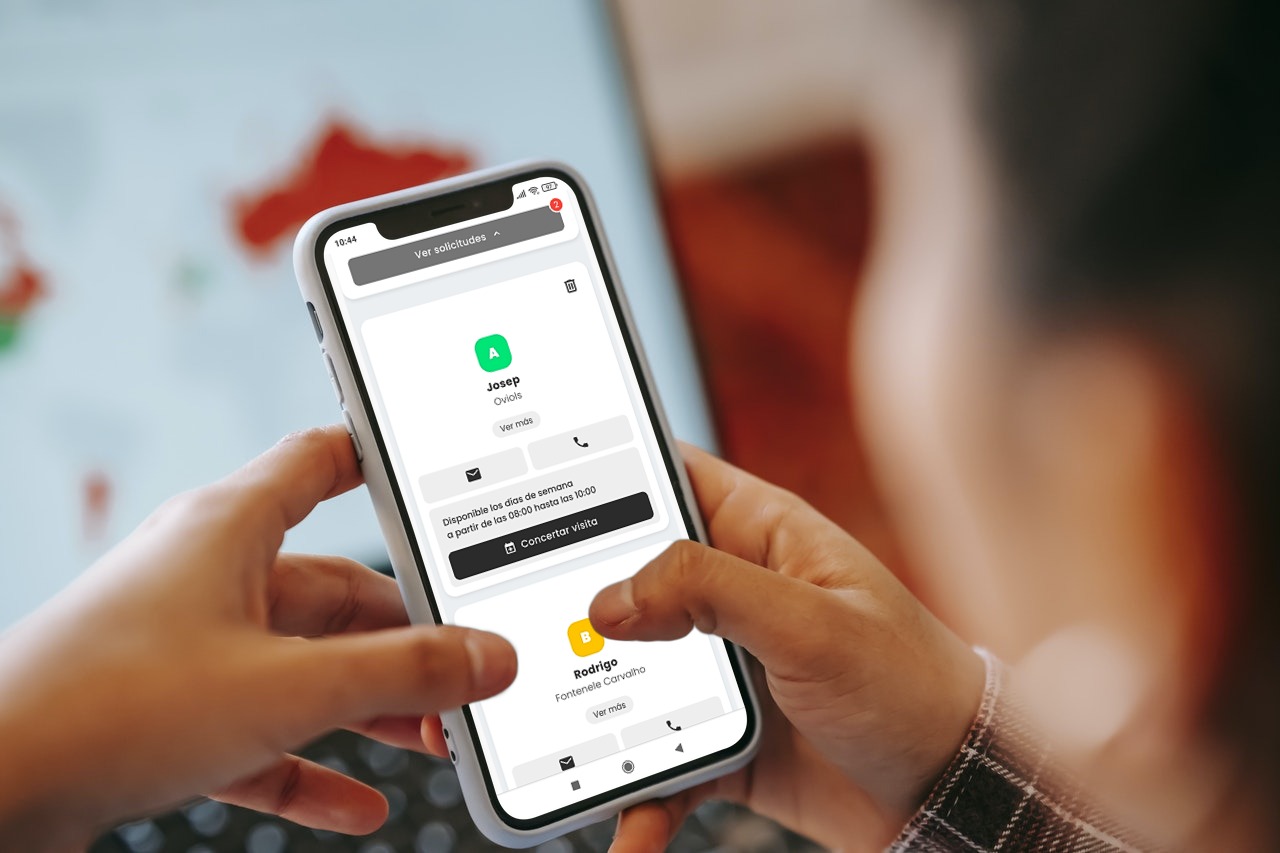 10:44
97
2
Ver solicitudes
A
Josep
Oviols
Ver más
Disponible los días de semana
a partir de las 08:00 hasta las 10:00
Concertar visita
B
Rodrigo
Fontenele Carvalho
Ver más